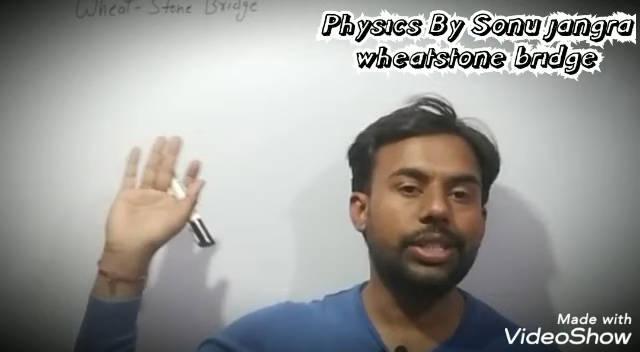 Wheat-Stone Bridge
Physics By Sonu jangra
wheatstone bridge
Made with
VideoShow